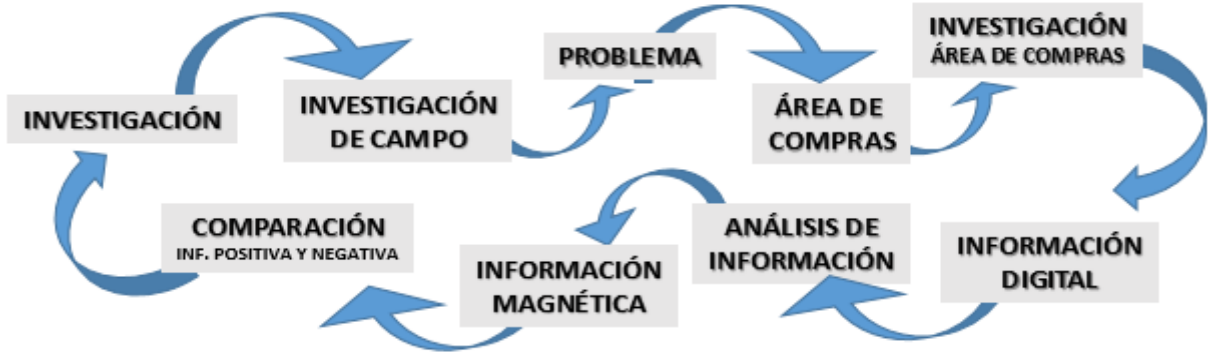 INVESTIGACIÓN
INVESTIGACIÓN
DE CAMPO
PROBLEMA
ÁREA DE
COMPRAS
INVESTIGACIÓN
ÁREA DE COMPRAS
INFORMACIÓN
DIGITAL
ANÁLISIS DE
INFORMACIÓN
INFORMACIÓN
MAGNÉTICA
COMPARACIÓN
INF. POSITIVA Y NEGATIVA